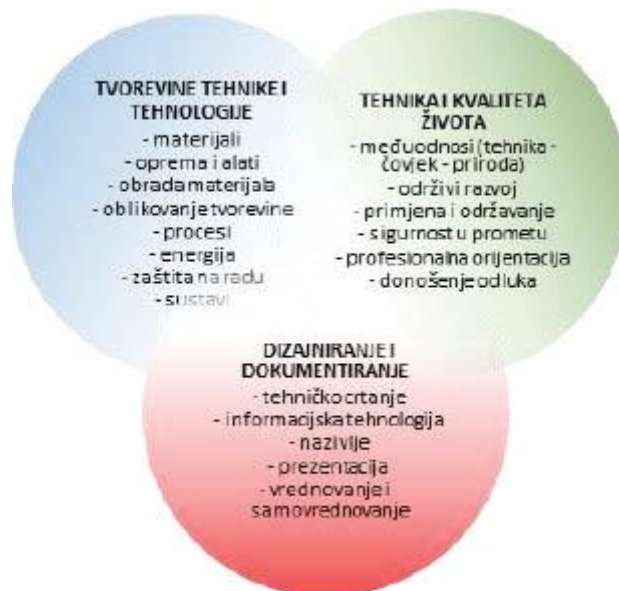 TVOREVINE TEHNIKE I
TEHNOLOGIJE
- materijali
- oprema i alati
- obrada materijala
- oblikovanje tvorevine
- procesi
- energija
- zaštita na radu
- sustavi
TEHNIKA I KVALITETA
ŽIVOTA
- međuodnosi (tehnika -
čovjek - priroda)
- održivi razvoj
- primjena i održavanje
- sigurnost u prometu
- profesionalna orijentacija
- donošenje odluka
DIZAJNIRANJE I
DOKUMENTIRANJE
- tehničko crtanje
- informacijska tehnologija
- nazivlje
- prezentacija
- vrednovanje i
samovrednovanje